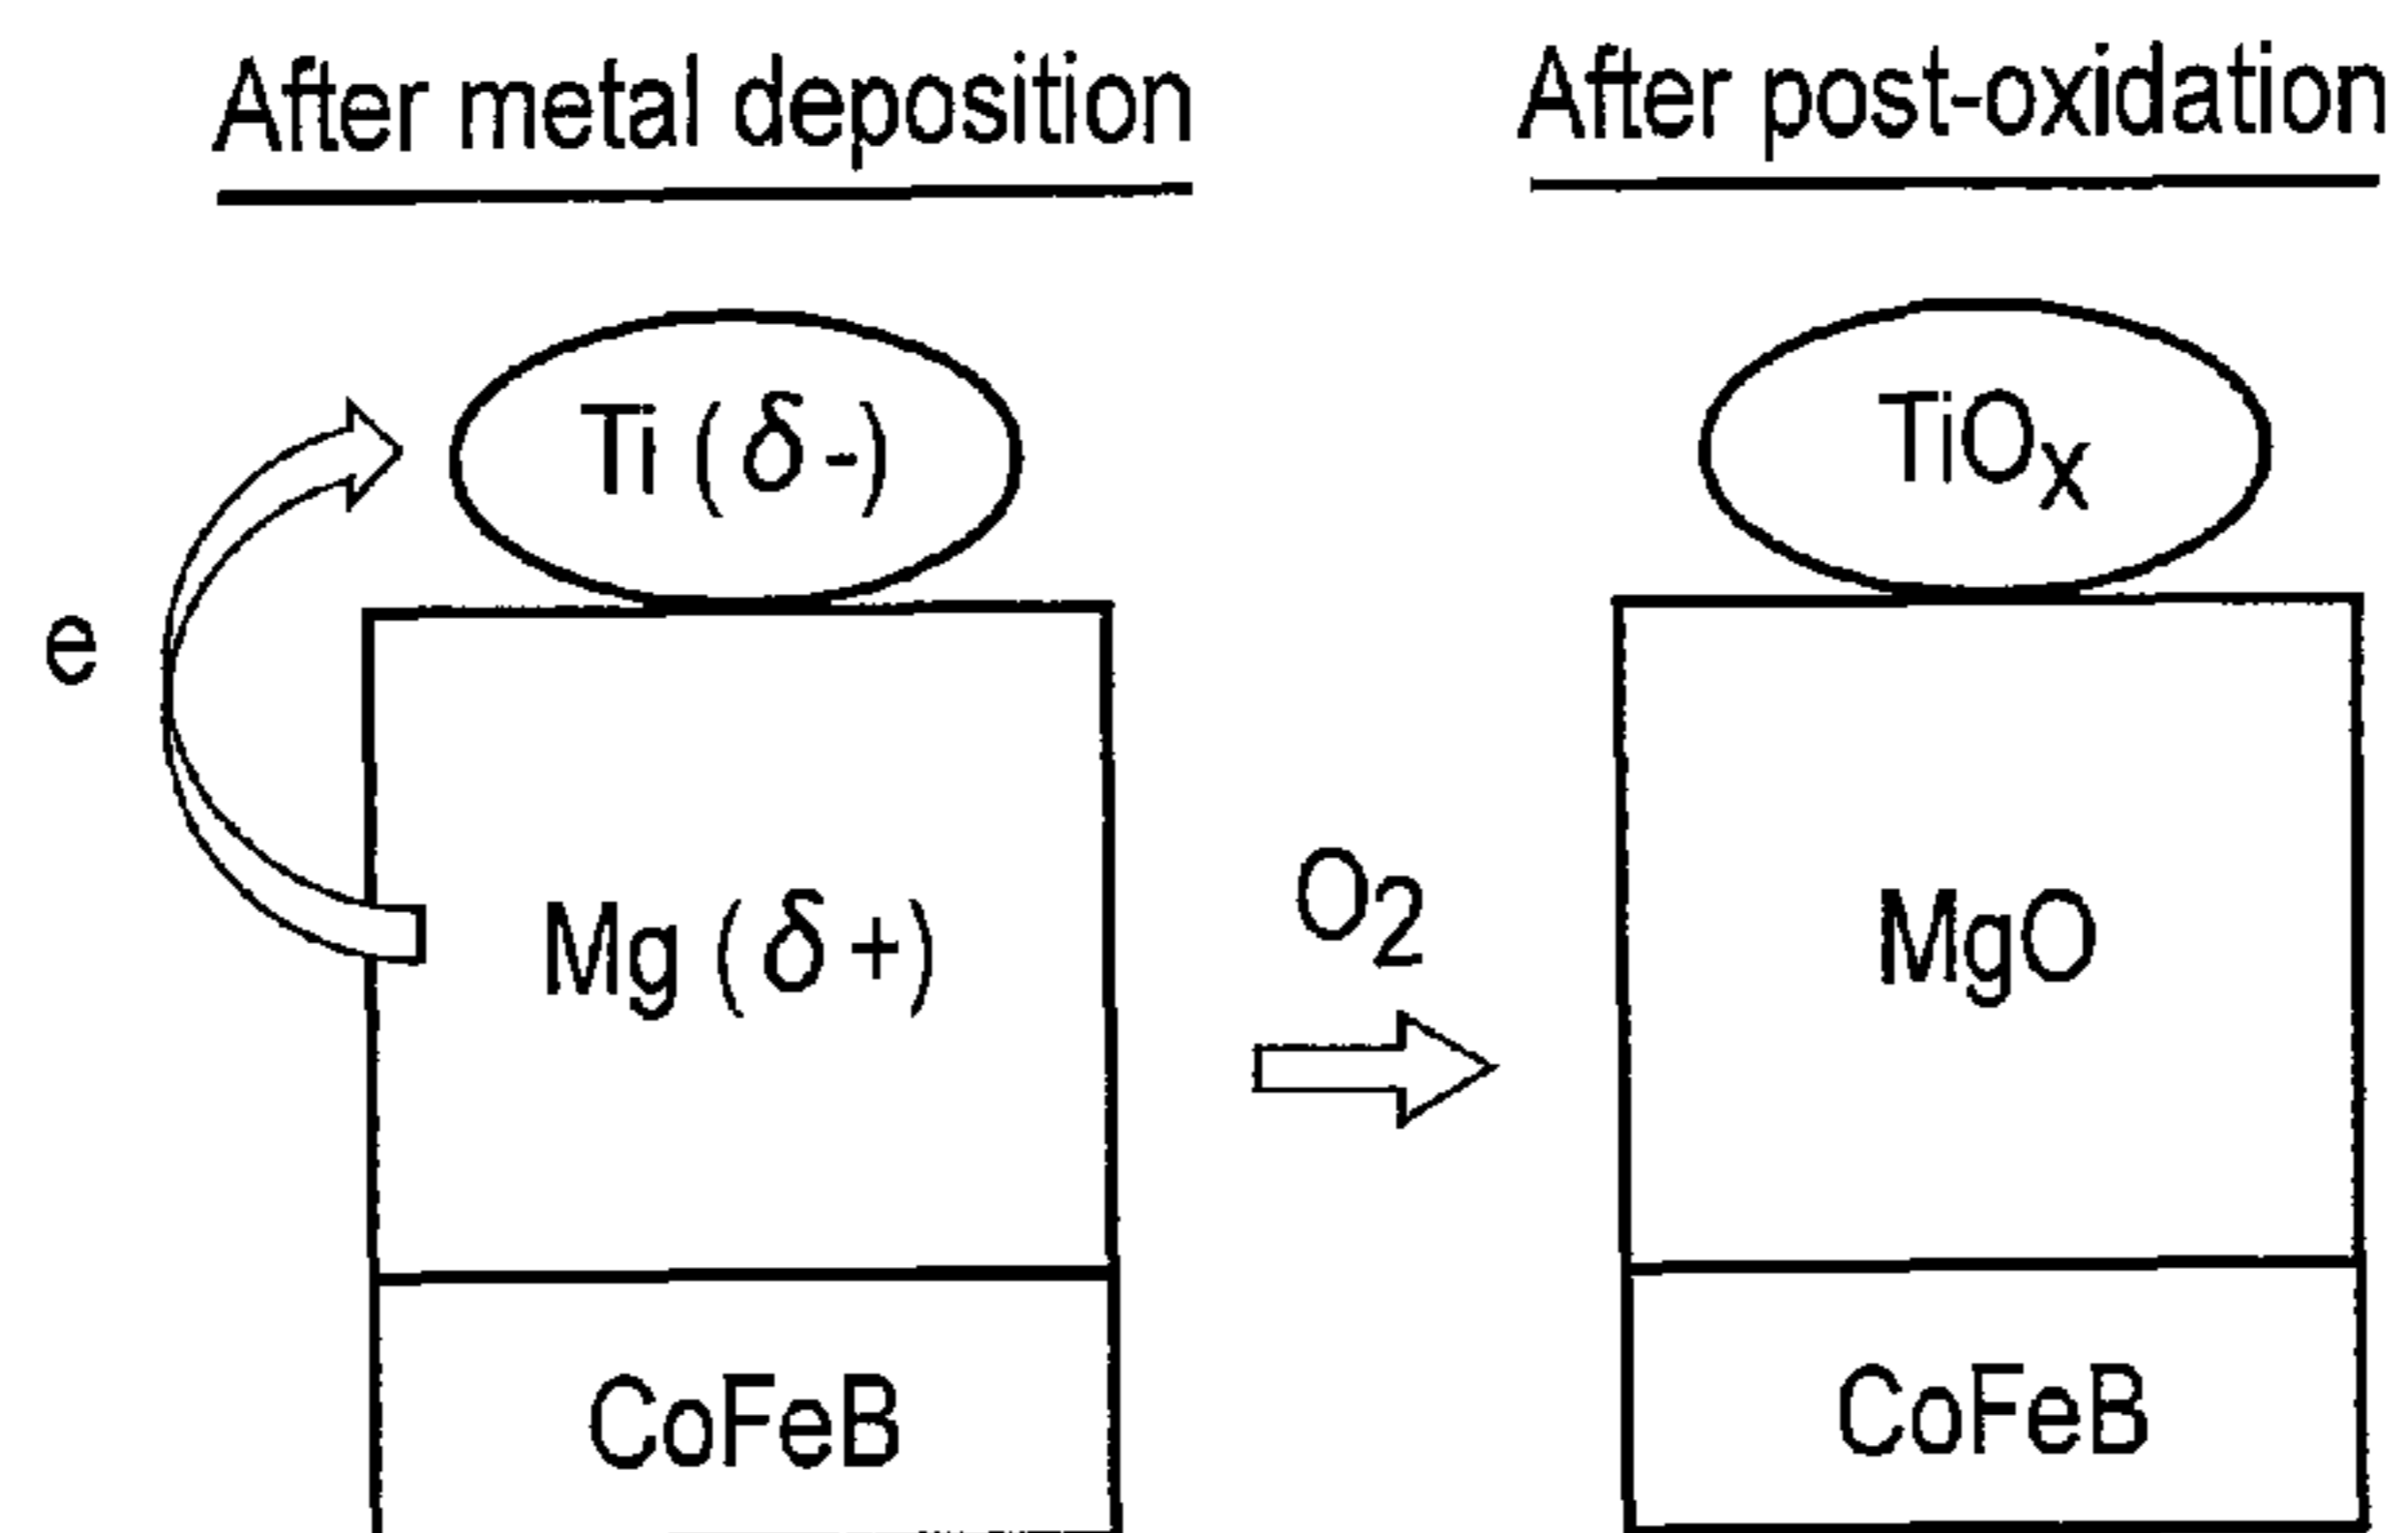 After metal deposition
After post-oxidation
Ti (δ-)
TiOx
e
Mg (δ+)
O2
MgO
CoFeB
CoFeB